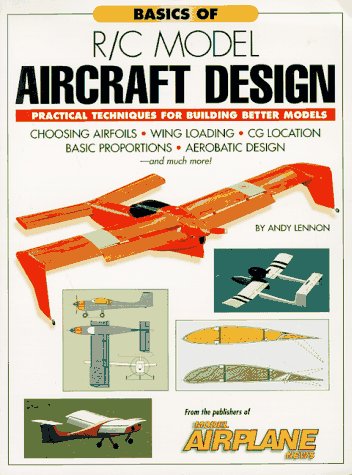 BASICS OF
R/C MODEL
AIRCRAFT DESIGN
PRACTICAL TECHNIQUES FOR BUILDING BETTER MODELS
CHOOSING AIRFOILS • WING LOADING • CG LOCATION
BASIC PROPORTIONS • AEROBATIC DESIGN
—and much more!
BY ANDY LENNON
From the publishers of
MODEL
AIRPLANE
NEWS